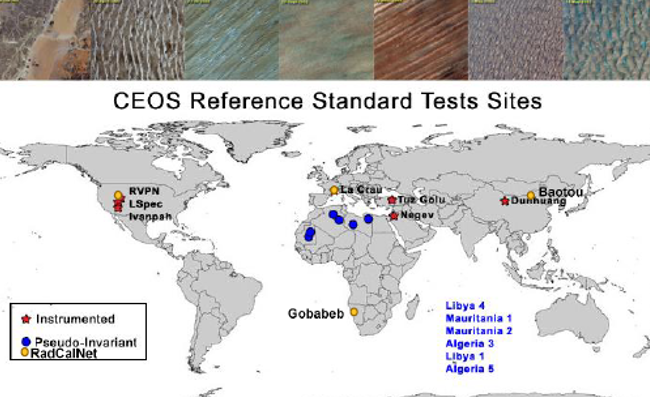 CEOS Reference Standard Tests Sites
RVPN
LSpec
Ivanpah
La Crau
Tuz Golu
Negev
Baotou
Dunhuang
Gobabeb
Instrumented
Pseudo-Invariant
RadCalNet
Libya 4
Mauritania 1
Mauritania 2
Algeria 3
Libya 1
Algeria 5